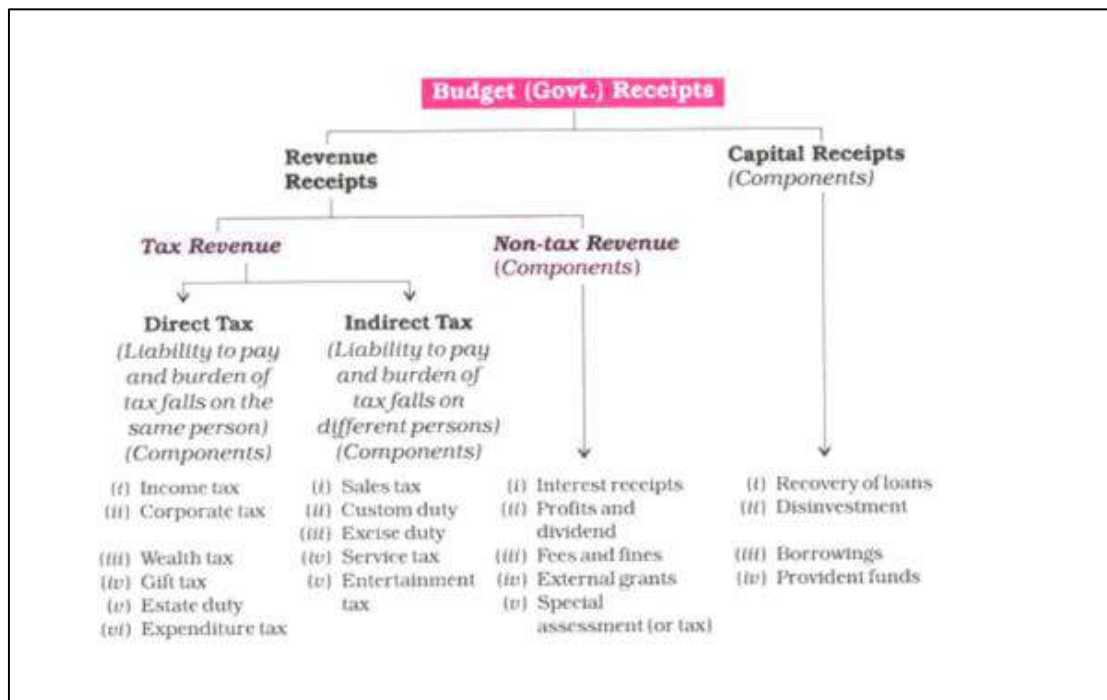 Budget (Govt.) Receipts
Revenue
Receipts
Capital Receipts
(Components)
Tax Revenue
Non-tax Revenue
(Components)
Direct Tax
(Liability to pay
and burden of
tax falls on the
same person)
(Components)
(i) Income tax
(ii) Corporate tax
(iii) Wealth tax
(iv) Gift tax
(v) Estate duty
(vi) Expenditure tax
Indirect Tax
(Liability to pay
and burden of
tax falls on
different persons)
(Components)
(i) Sales tax
(ii) Custom duty
(iii) Excise duty
(iv) Service tax
(v) Entertainment
tax
(i) Interest receipts
(ii) Profits and
dividend
(iii) Fees and fines
(iv) External grants
(v) Special
assessment (or tax)
(i) Recovery of loans
(ii) Disinvestment
(iii) Borrowings
(iv) Provident funds